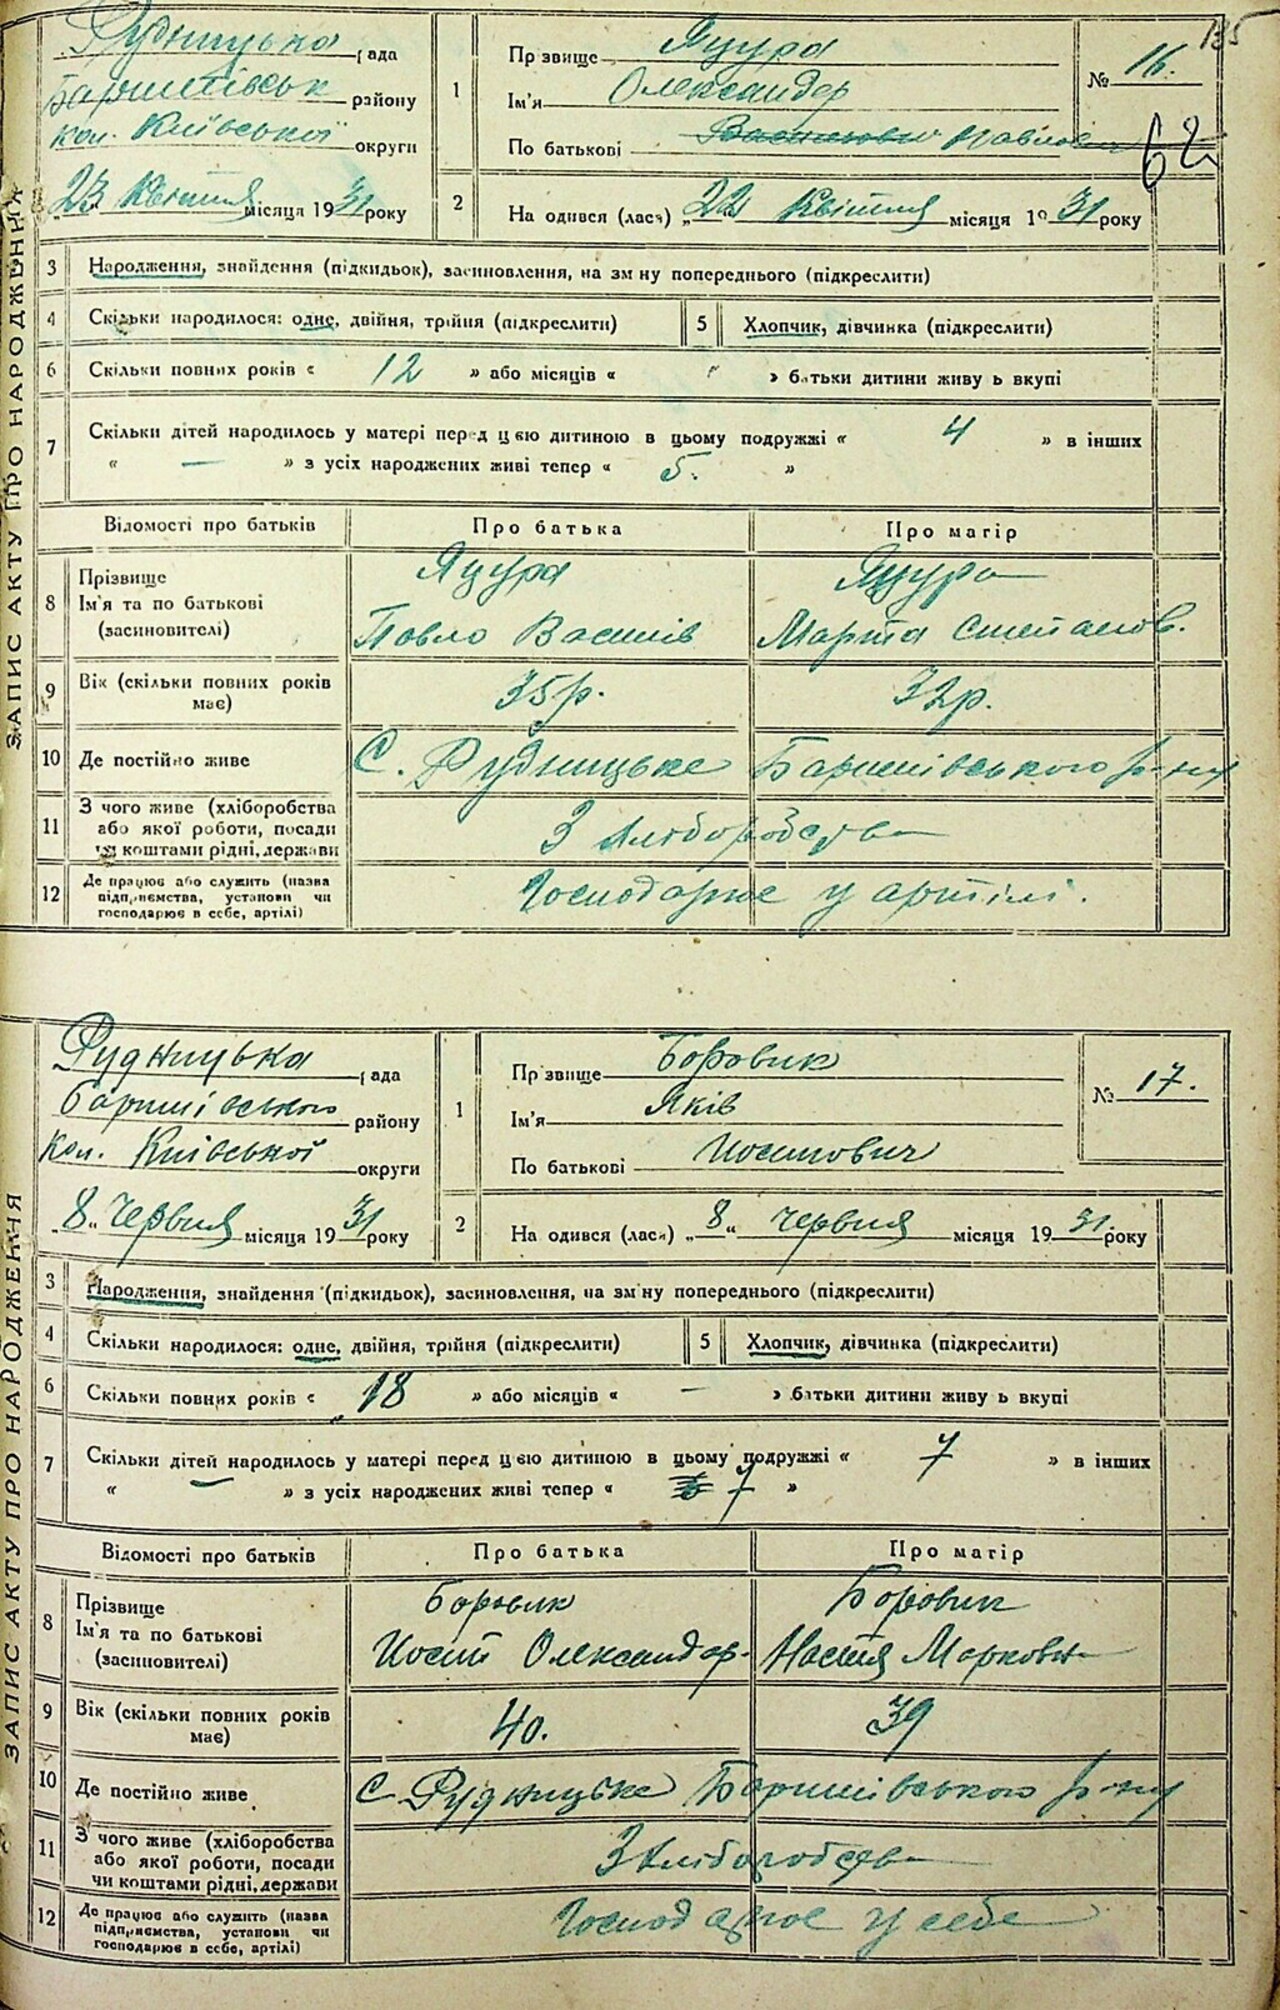 135
62
ЗАПИС АКТУ ПРО НАРОДЖЕННЯ
Рудницька рада
Баришівськ району
кол. Київської округи
"23" Квітня місяця 1931 року
1 Прізвище Яцура
Ім'я Олександер
По батькові Васильович Павлов
№ 16.
2 Народився (лася) "22" Квітня місяця 1931 року
3 Народження, знайдення (підкидьок), засиновлення, на зміну попереднього (підкреслити)
4 Скільки народилося: одне, двійня, трійня (підкреслити) 5 Хлопчик, дівчинка (підкреслити)
6 Скільки повних років « 12 » або місяців « » батьки дитини живуть вкупі
7 Скільки дітей народилось у матері перед цією дитиною в цьому подружжі « 4 » в інших
« — » з усіх народжених живі тепер « 5. »
Відомості про батьків Про батька Про матір
8 Прізвище Яцура Яцура
Ім'я та по батькові Павло Василів Марта Степанов.
(засиновителі)
9 Вік (скільки повних років має) 35 р. 32 р.
10 Де постійно живе С. Рудницьке Баришівського р-ну
11 З чого живе (хліборобства
або якої роботи, посади З хліборобства
чи коштами рідні, держави
12 Де працює або служить (назва
підприємства, установи чи Господарює у артілі.
господарює в себе, артілі)
ЗАПИС АКТУ ПРО НАРОДЖЕННЯ
Рудницька рада
Баришівського району
кол. Київської округи
"8" Червня місяця 1931 року
1 Прізвище Боровик
Ім'я Яків
По батькові Йосипович
№ 17.
2 Народився (лася) "8" червня місяця 1931 року
3 Народження, знайдення (підкидьок), засиновлення, на зміну попереднього (підкреслити)
4 Скільки народилося: одне, двійня, трійня (підкреслити) 5 Хлопчик, дівчинка (підкреслити)
6 Скільки повних років « 18 » або місяців « — » батьки дитини живуть вкупі
7 Скільки дітей народилось у матері перед цією дитиною в цьому подружжі « 7 » в інших
« — » з усіх народжених живі тепер « 7 »
Відомості про батьків Про батька Про матір
8 Прізвище Боровик Боровик
Ім'я та по батькові Иосип Олександр. Настя Марковн
(засиновителі)
9 Вік (скільки повних років має) 40. 39
10 Де постійно живе С. Рудницьке Баришівського р-ну
11 З чого живе (хліборобства
або якої роботи, посади З хліборобства
чи коштами рідні, держави
12 Де працює або служить (назва
підприємства, установи чи Господарює у себе
господарює в себе, артілі)